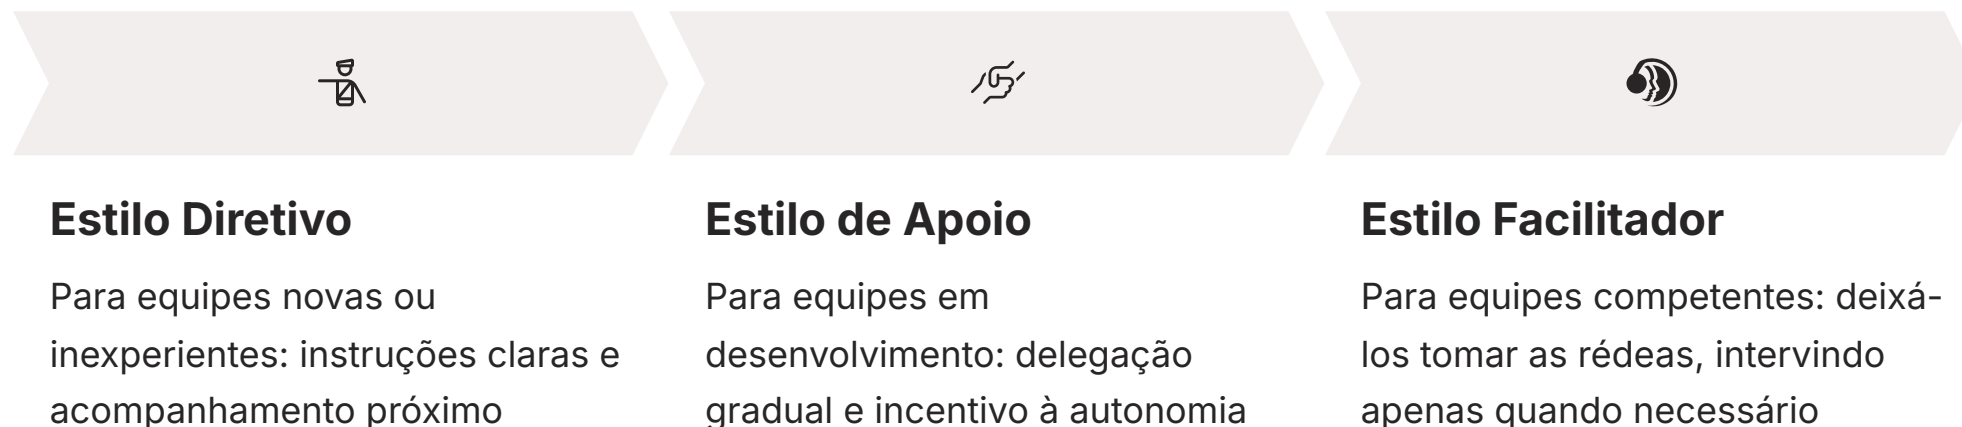 Estilo Diretivo
Para equipes novas ou
inexperientes: instruções claras e
acompanhamento próximo
Estilo de Apoio
Para equipes em
desenvolvimento: delegação
gradual e incentivo à autonomia
Estilo Facilitador
Para equipes competentes: deixá-
los tomar as rédeas, intervindo
apenas quando necessário